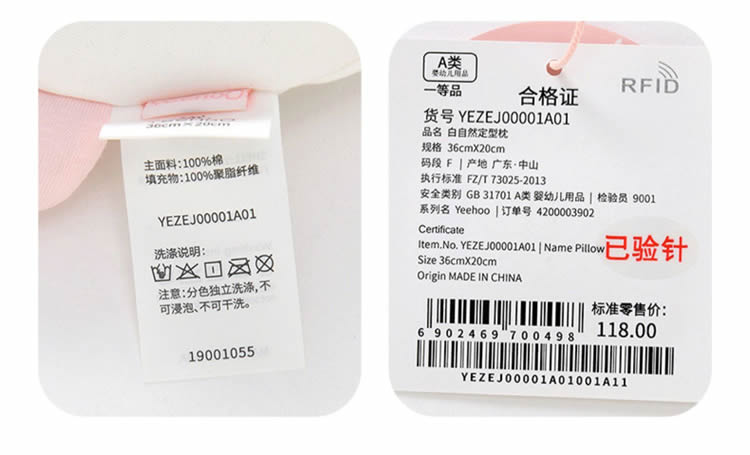 36cm×20cm
主面料:100%棉
填充物:100%聚脂纤维
YEZEJ00001A01
洗涤说明:
注意:分色独立洗涤,不
可浸泡、不可干洗。
19001055
A类
婴幼儿用品
一等品
合格证
RFID
货号 YEZEJ00001A01
品名 白自然定型枕
规格 36cmX20cm
码段 F | 产地 广东·中山
执行标准 FZ/T 73025-2013
安全类别 GB 31701 A类 婴幼儿用品 | 检验员 9001
系列名 Yeehoo | 订单号 4200003902
Certificate
Item.No. YEZEJ00001A01 | Name Pillow
已验针
Size 36cmX20cm
Origin MADE IN CHINA
标准零售价:
118.00
6 902469 700498
YEZEJ00001A01001A11